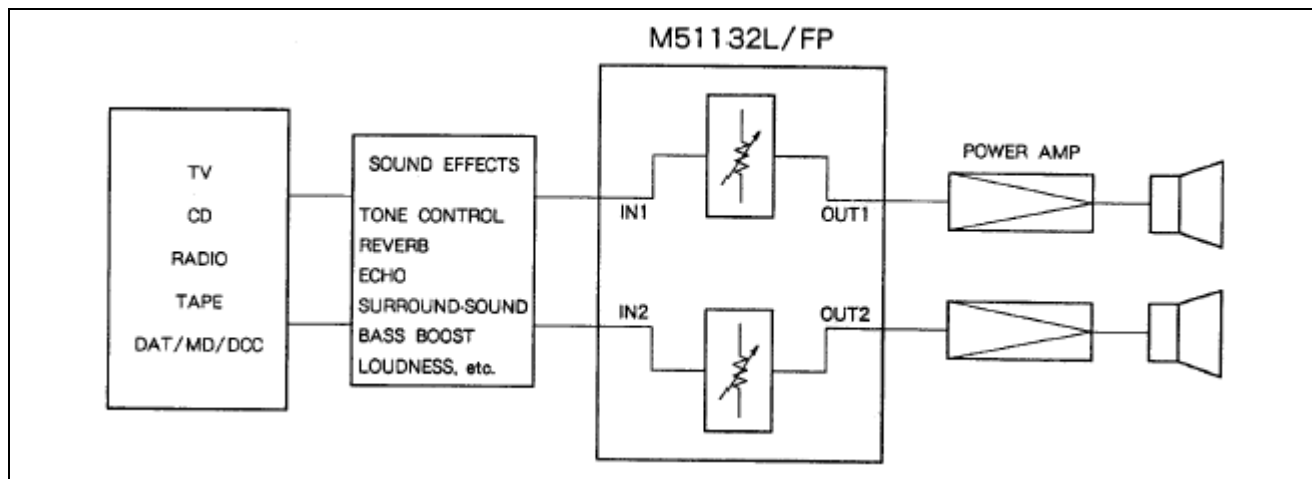 M51132L/FP
TV
CD
RADIO
TAPE
DAT/MD/DCC
SOUND EFFECTS
TONE CONTROL
REVERB
ECHO
SURROUND-SOUND
BASS BOOST
LOUDNESS, etc.
IN1
OUT1
IN2
OUT2
POWER AMP